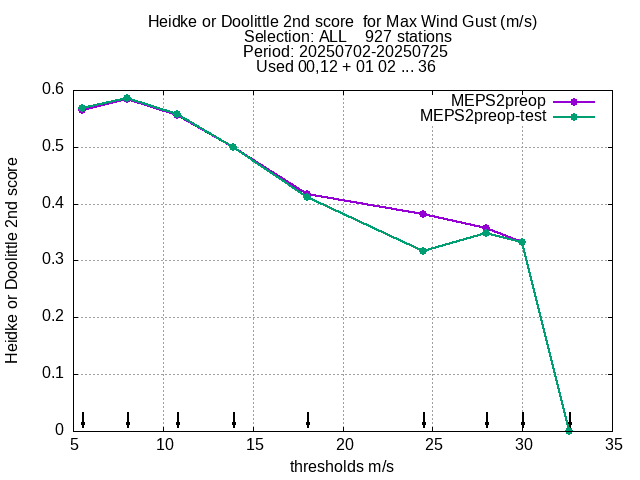 Heidke or Doolittle 2nd score  for Max Wind Gust (m/s)
Selection: ALL    927 stations
Period: 20250702-20250725
Used 00,12 + 01 02 ... 36
MEPS2preop
MEPS2preop-test
Heidke or Doolittle 2nd score
0.6
0.5
0.4
0.3
0.2
0.1
0
5 10 15 20 25 30 35
thresholds m/s